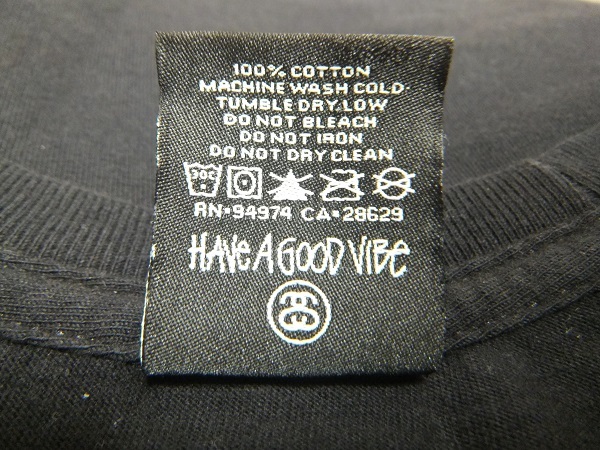 100% COTTON
MACHINE WASH COLD
TUMBLE DRY LOW
DO NOT BLEACH
DO NOT IRON
DO NOT DRY CLEAN
30C
RN•94974 CA•28629
HAVE A GOOD VIBE